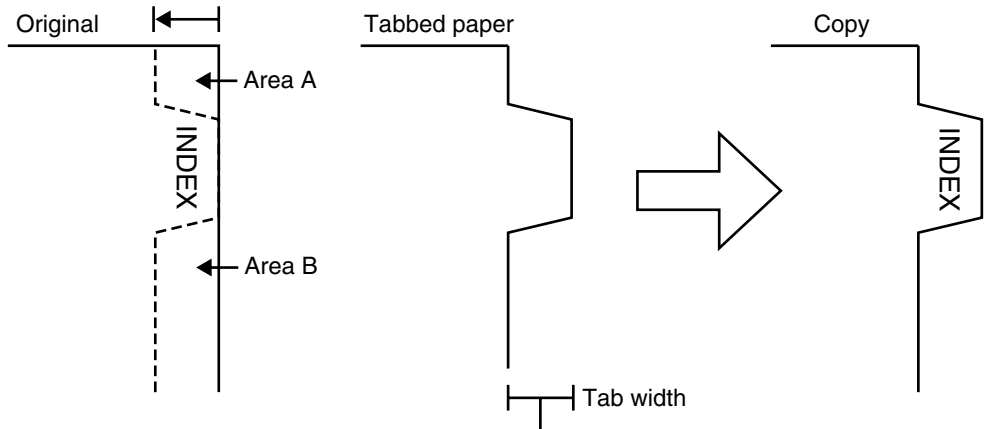 Original
Tabbed paper
Copy
Area A
INDEX
INDEX
Area B
Tab width